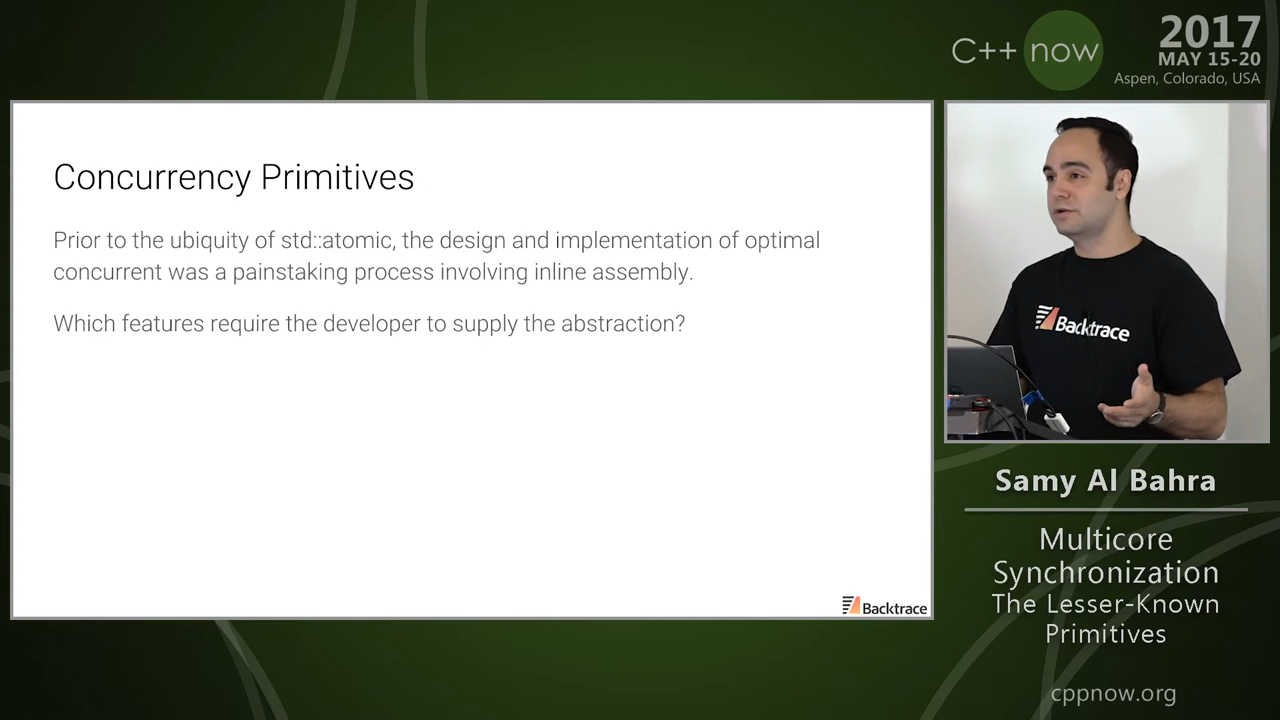 C++ now
2017
MAY 15-20
Aspen, Colorado, USA
Concurrency Primitives
Prior to the ubiquity of std::atomic, the design and implementation of optimal
concurrent was a painstaking process involving inline assembly.
Which features require the developer to supply the abstraction?
Backtrace
Backtrace
Samy Al Bahra
Multicore
Synchronization
The Lesser-Known
Primitives
cppnow.org